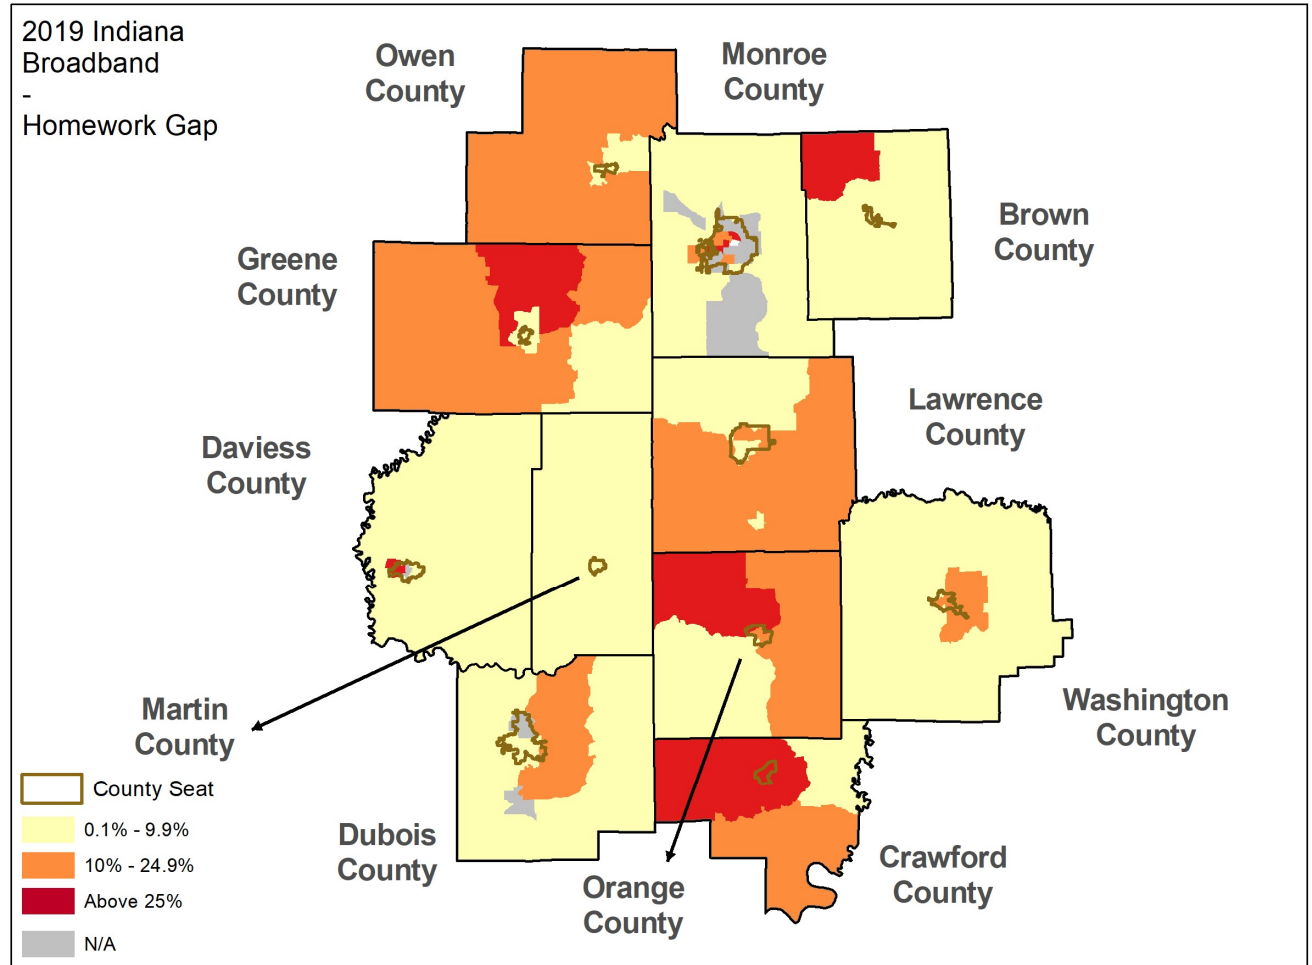 2019 Indiana
Broadband
-
Homework Gap
Owen
County
Monroe
County
Brown
County
Greene
County
Lawrence
County
Daviess
County
Martin
County
Washington
County
Dubois
County
Orange
County
Crawford
County
County Seat
0.1% - 9.9%
10% - 24.9%
Above 25%
N/A